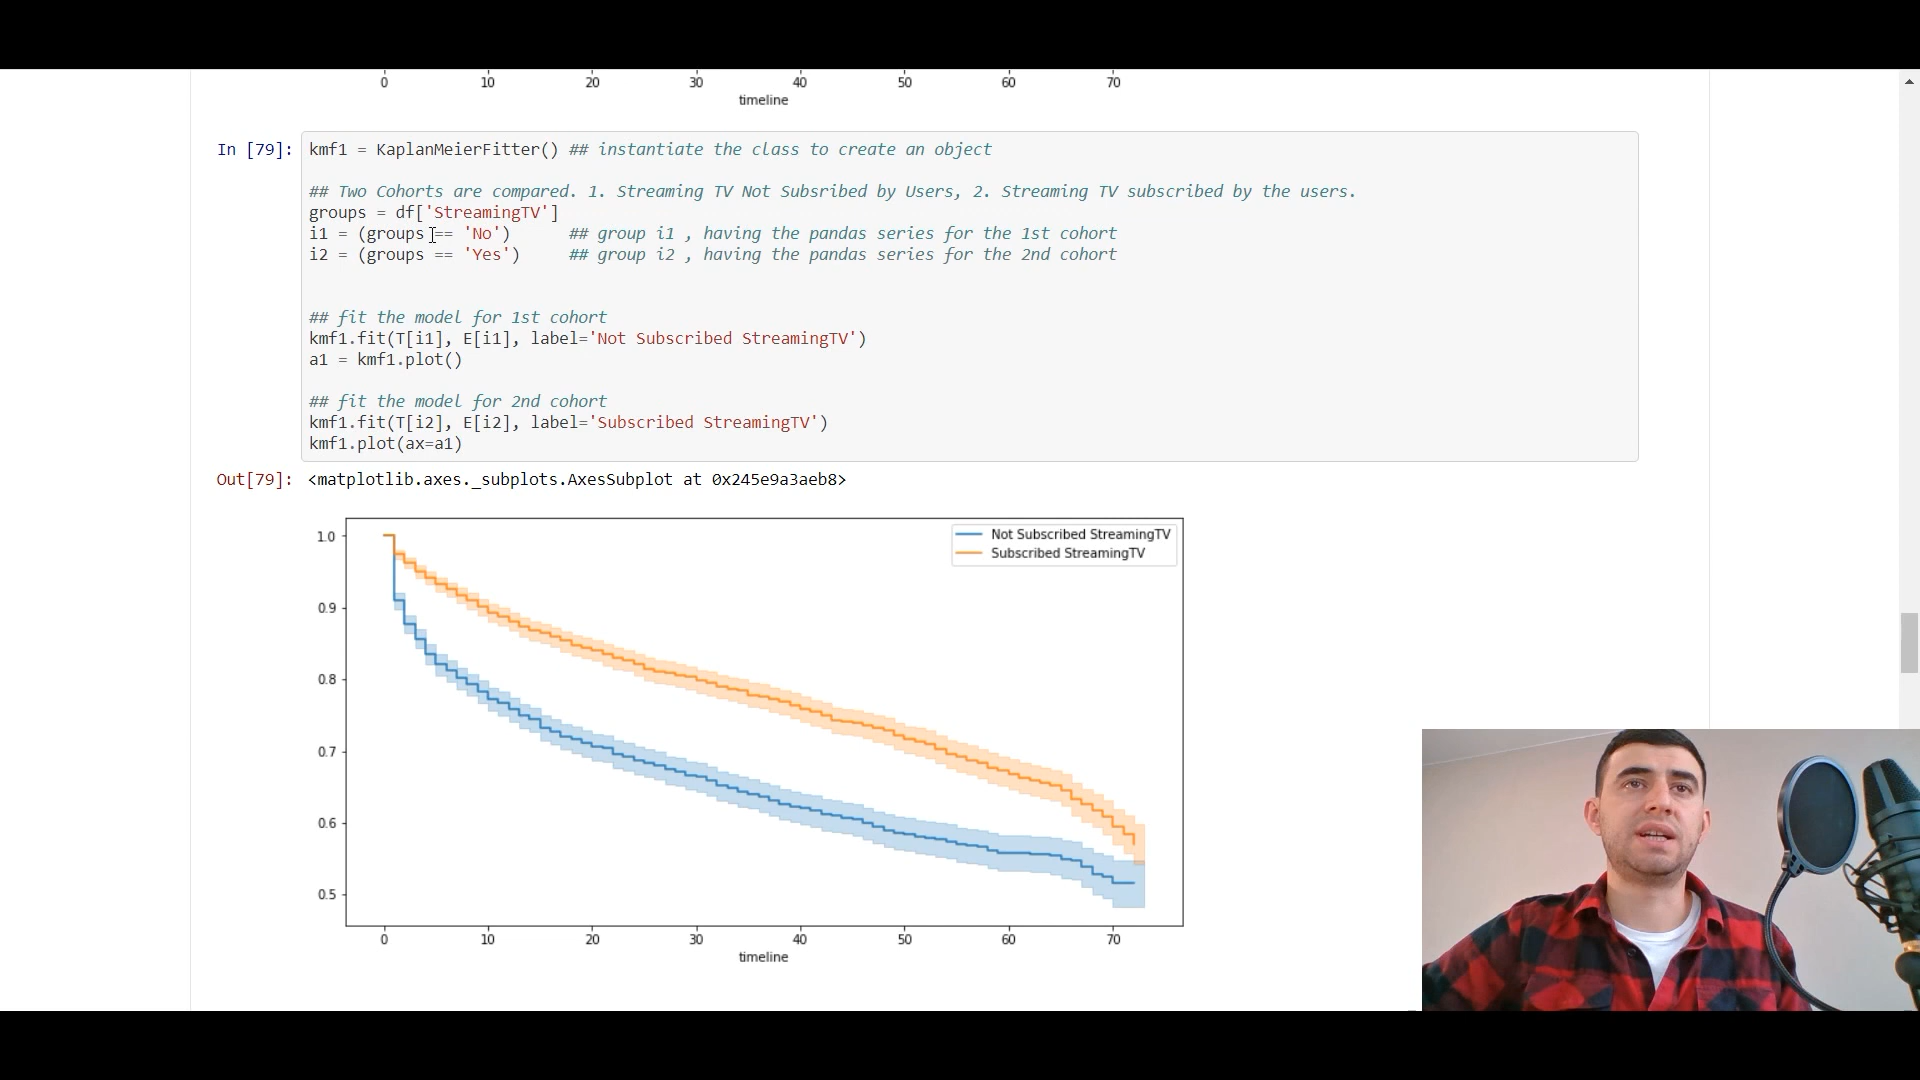 0 10 20 30 40 50 60 70
timeline
In [79]: kmf1 = KaplanMeierFitter() ## instantiate the class to create an object
## Two Cohorts are compared. 1. Streaming TV Not Subsribed by Users, 2. Streaming TV subscribed by the users.
groups = df['StreamingTV']
i1 = (groups == 'No') ## group i1 , having the pandas series for the 1st cohort
i2 = (groups == 'Yes') ## group i2 , having the pandas series for the 2nd cohort
## fit the model for 1st cohort
kmf1.fit(T[i1], E[i1], label='Not Subscribed StreamingTV')
a1 = kmf1.plot()
## fit the model for 2nd cohort
kmf1.fit(T[i2], E[i2], label='Subscribed StreamingTV')
kmf1.plot(ax=a1)
Out[79]: <matplotlib.axes._subplots.AxesSubplot at 0x245e9a3aeb8>
Not Subscribed StreamingTV
Subscribed StreamingTV
1.0
0.9
0.8
0.7
0.6
0.5
0 10 20 30 40 50 60 70
timeline